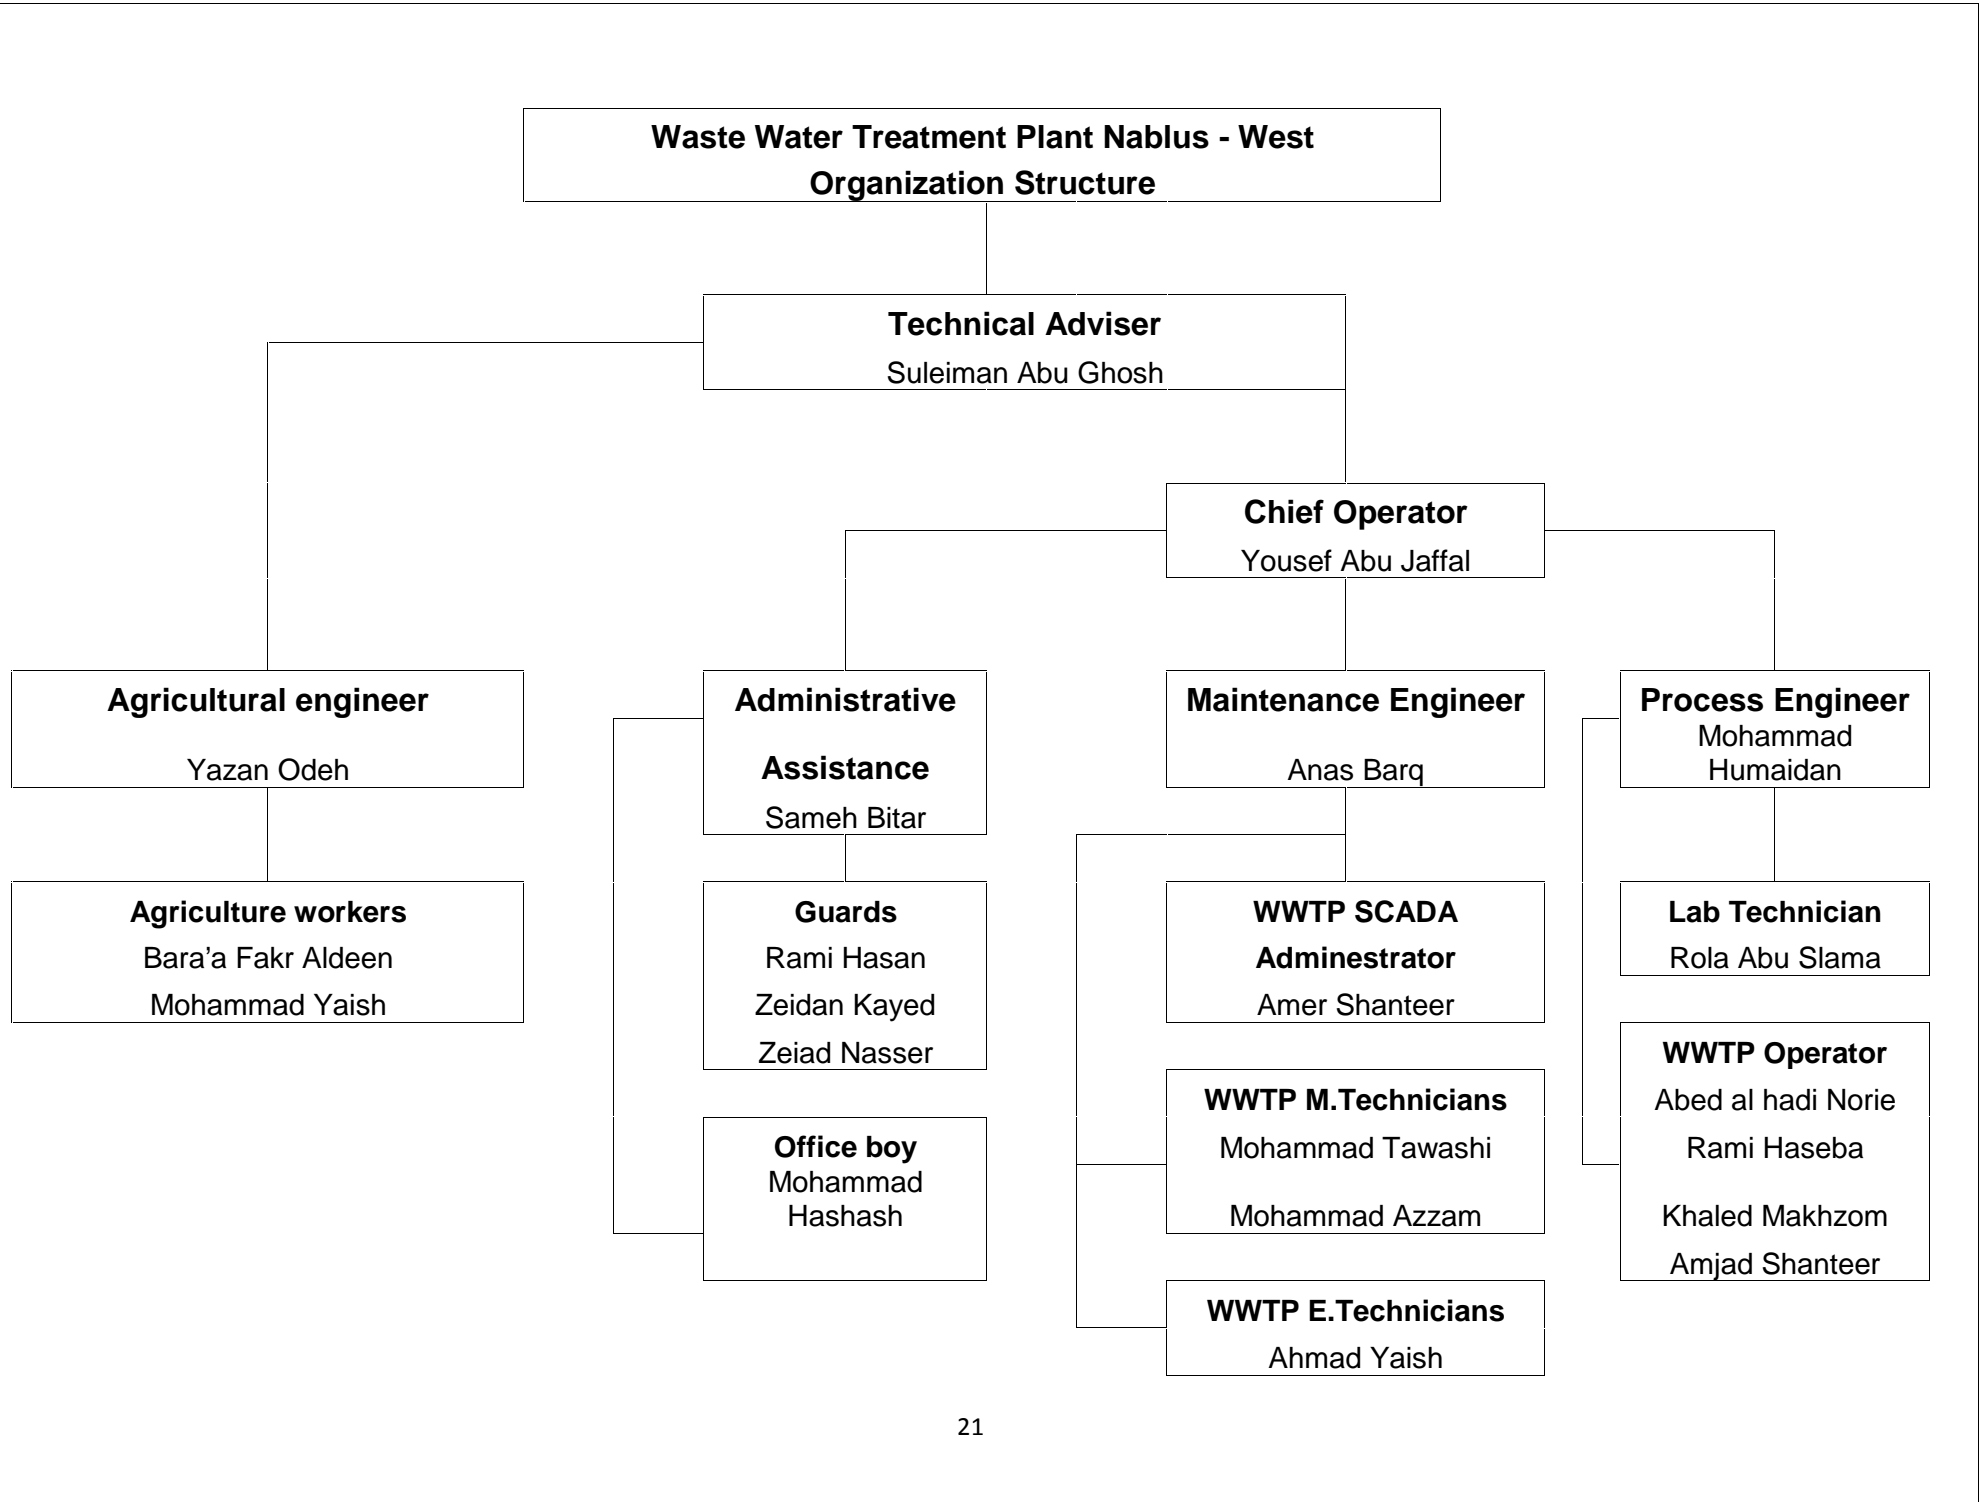 Waste Water Treatment Plant Nablus - West
Organization Structure
Technical Adviser
Suleiman Abu Ghosh
Chief Operator
Yousef Abu Jaffal
Agricultural engineer
Yazan Odeh
Administrative
Assistance
Sameh Bitar
Maintenance Engineer
Anas Barq
Process Engineer
Mohammad
Humaidan
Agriculture workers
Bara’a Fakr Aldeen
Mohammad Yaish
Guards
Rami Hasan
Zeidan Kayed
Zeiad Nasser
Office boy
Mohammad
Hashash
WWTP SCADA
Adminestrator
Amer Shanteer
WWTP M.Technicians
Mohammad Tawashi
Mohammad Azzam
WWTP E.Technicians
Ahmad Yaish
Lab Technician
Rola Abu Slama
WWTP Operator
Abed al hadi Norie
Rami Haseba
Khaled Makhzom
Amjad Shanteer
21